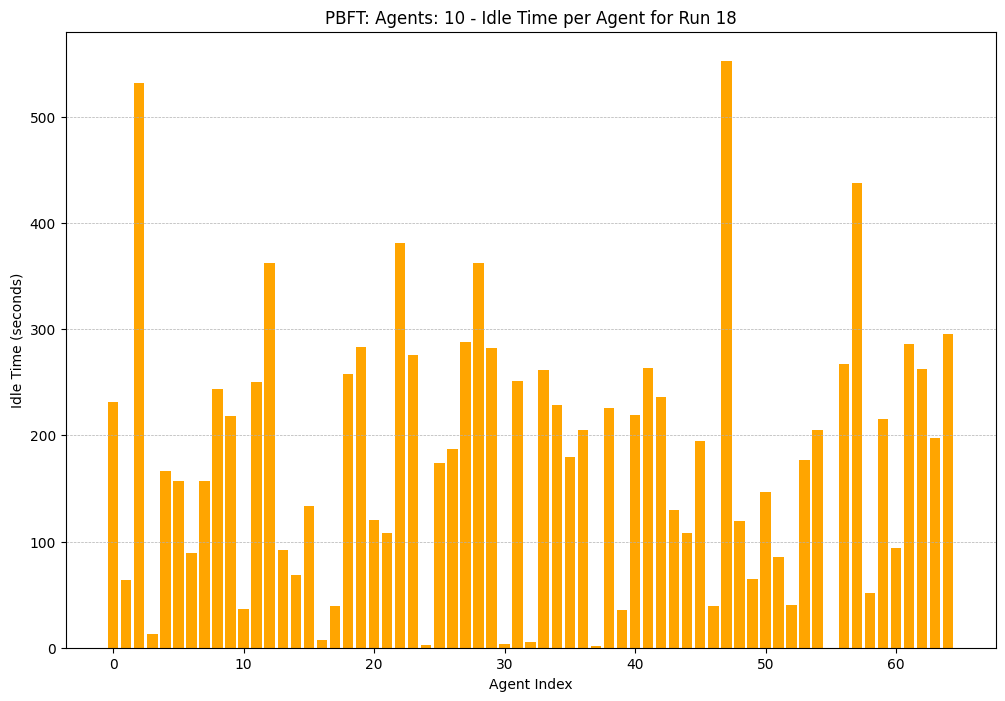 PBFT: Agents: 10 - Idle Time per Agent for Run 18
Idle Time (seconds)
500
400
300
200
100
0
0 10 20 30 40 50 60
Agent Index